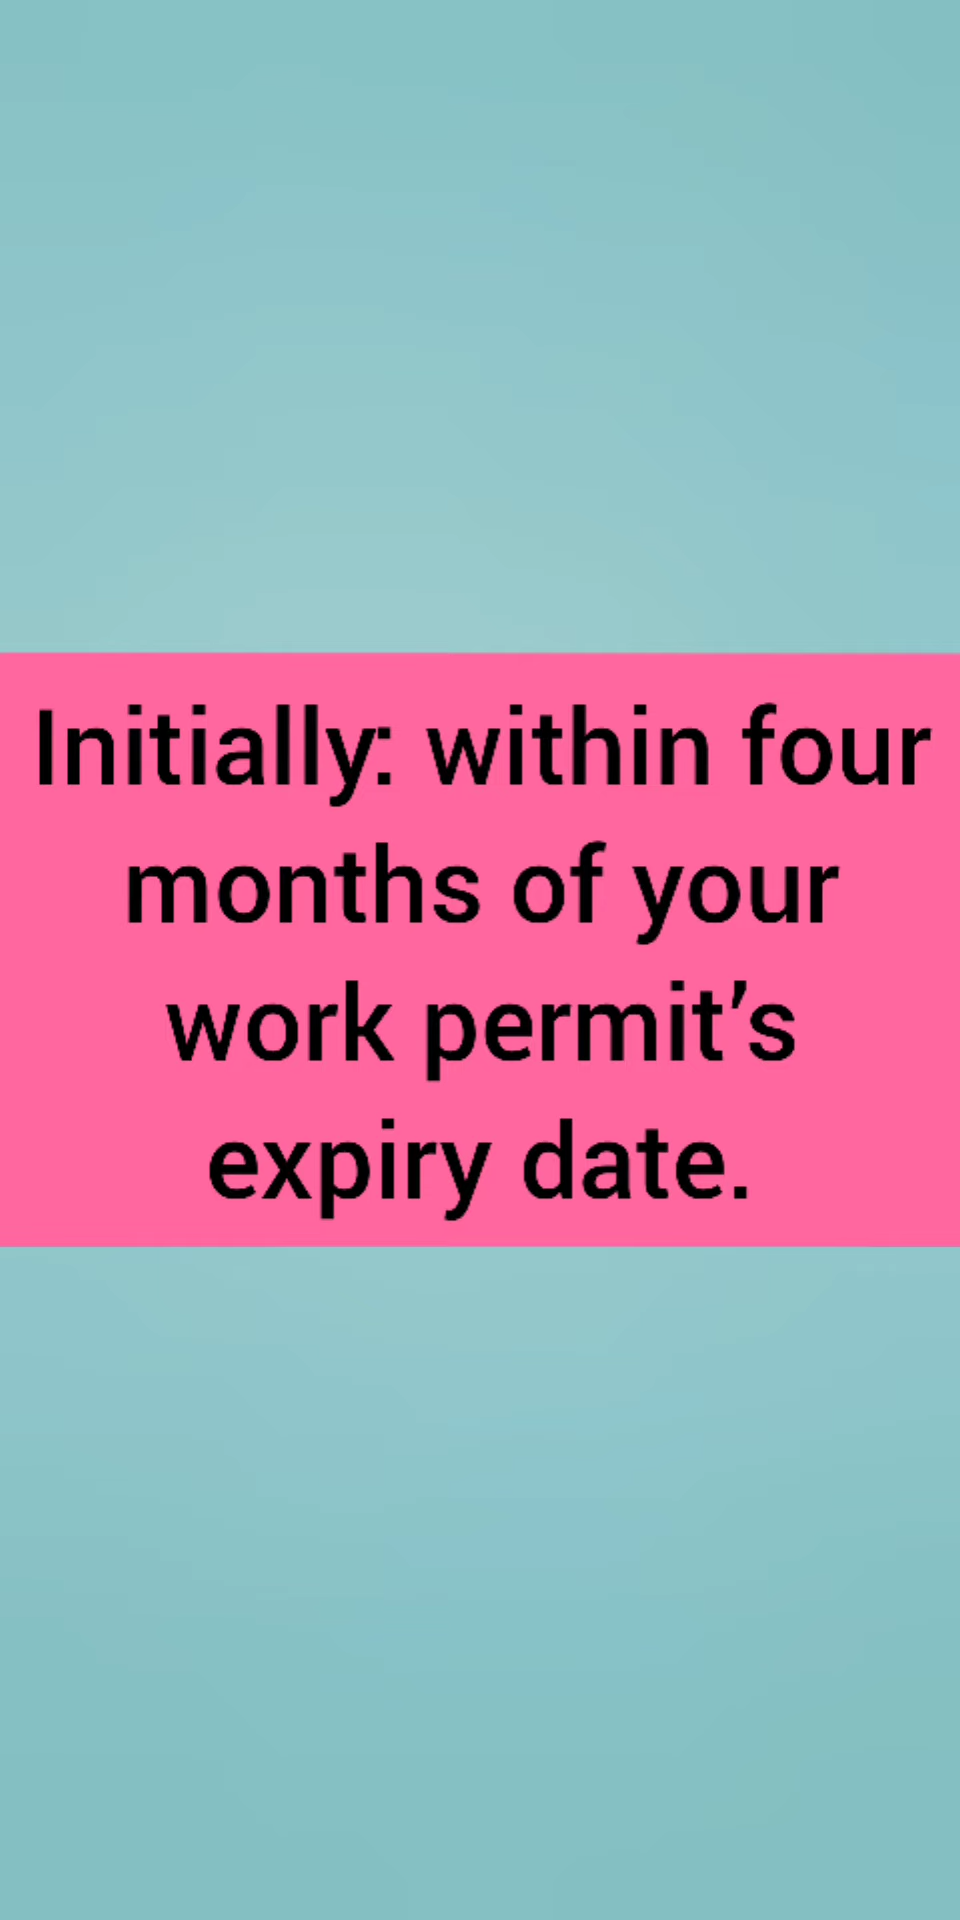 Initially: within four
months of your
work permit’s
expiry date.